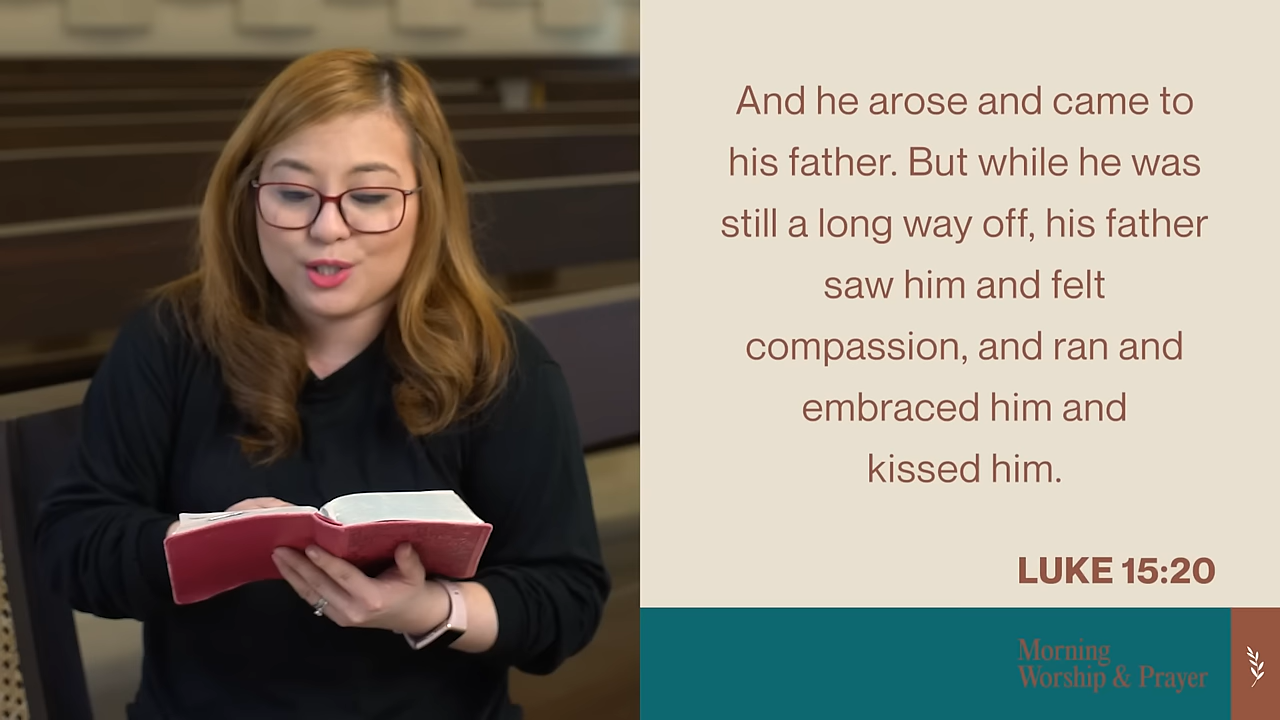 And he arose and came to
his father. But while he was
still a long way off, his father
saw him and felt
compassion, and ran and
embraced him and
kissed him.
LUKE 15:20
Morning
Worship & Prayer